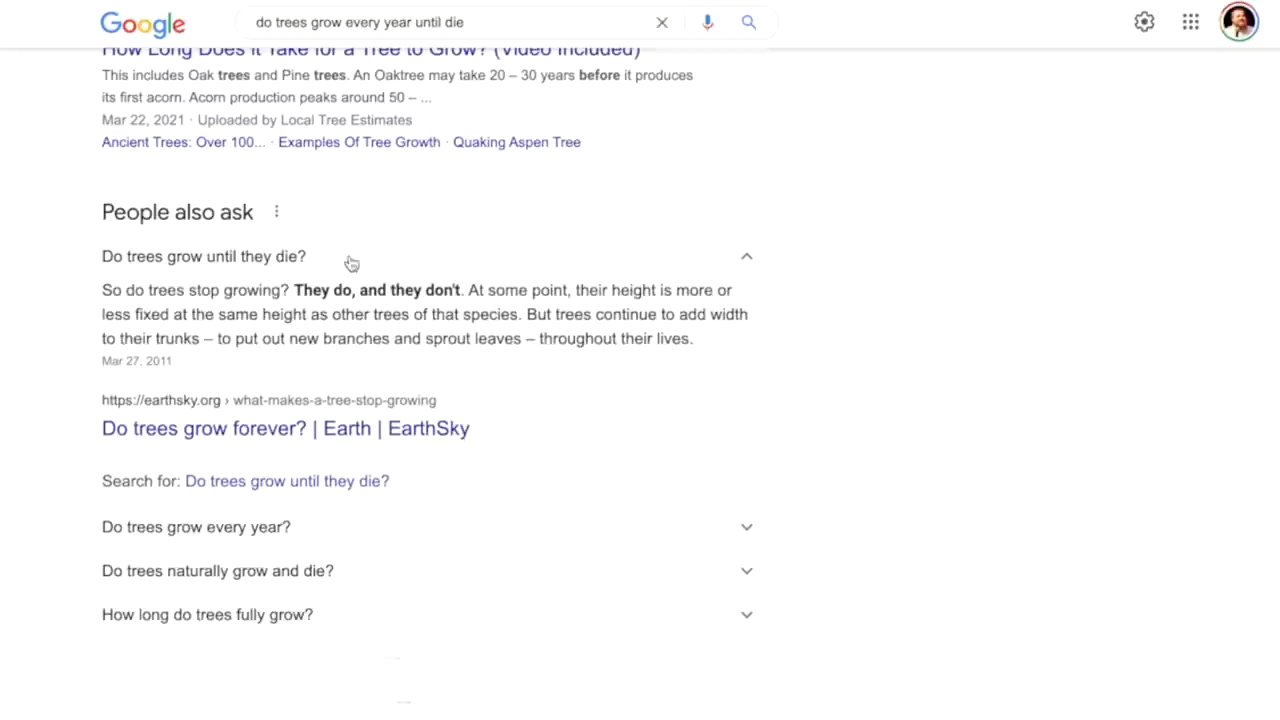 Google
do trees grow every year until die
How Long Does It Take for a Tree to Grow? (Video Included)
This includes Oak trees and Pine trees. An Oaktree may take 20 – 30 years before it produces
its first acorn. Acorn production peaks around 50 – ...
Mar 22, 2021 · Uploaded by Local Tree Estimates
Ancient Trees: Over 100... · Examples Of Tree Growth · Quaking Aspen Tree
People also ask
Do trees grow until they die?
So do trees stop growing? They do, and they don't. At some point, their height is more or
less fixed at the same height as other trees of that species. But trees continue to add width
to their trunks – to put out new branches and sprout leaves – throughout their lives.
Mar 27, 2011
https://earthsky.org › what-makes-a-tree-stop-growing
Do trees grow forever? | Earth | EarthSky
Search for: Do trees grow until they die?
Do trees grow every year?
Do trees naturally grow and die?
How long do trees fully grow?